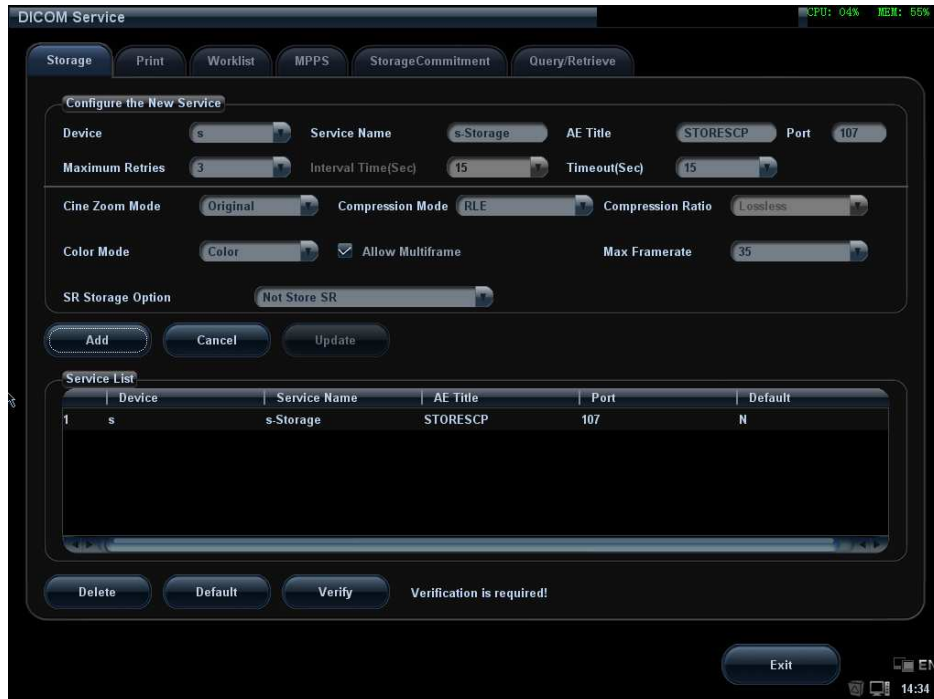 DICOM Service
CPU: 04% MEM: 55%
Storage Print Worklist MPPS StorageCommitment Query/Retrieve
Configure the New Service
Device s Service Name s-Storage AE Title STORESCP Port 107
Maximum Retries 3 Interval Time(Sec) 15 Timeout(Sec) 15
Cine Zoom Mode Original Compression Mode RLE Compression Ratio Lossless
Color Mode Color Allow Multiframe Max Framerate 35
SR Storage Option Not Store SR
Add Cancel Update
Service List
Device Service Name AE Title Port Default
1 s s-Storage STORESCP 107 N
Delete Default Verify Verification is required!
Exit
EN
14:34